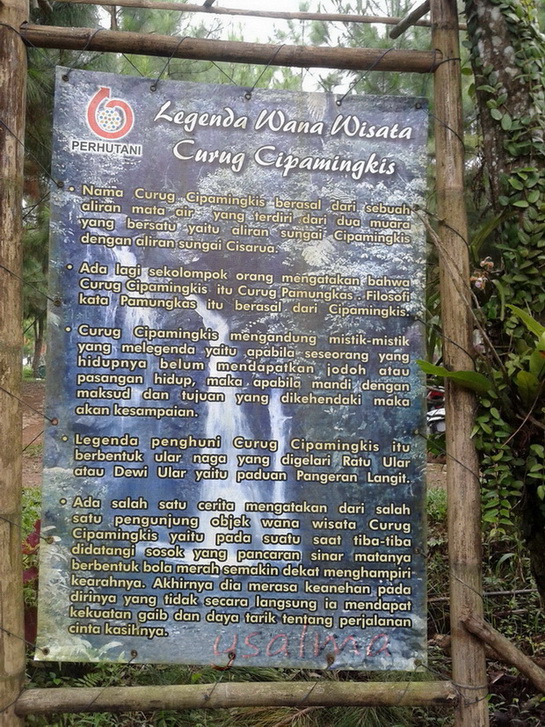 PERHUTANI
Legenda Wana Wisata
Curug Cipamingkis
• Nama Curug Cipamingkis berasal dari sebuah
aliran mata air yang terdiri dari dua muara
yang bersatu yaitu aliran sungai Cipamingkis
dengan aliran sungai Cisarua.
• Ada lagi sekolompok orang mengatakan bahwa
Curug Cipamingkis itu Curug Pamungkas . Filosofi
kata Pamungkas itu berasal dari Cipamingkis.
• Curug Cipamingkis mengandung mistik-mistik
yang melegenda yaitu apabila seseorang yang
hidupnya belum mendapatkan jodoh atau
pasangan hidup, maka apabila mandi dengan
maksud dan tujuan yang dikehendaki maka
akan kesampaian.
• Legenda penghuni Curug Cipamingkis itu
berbentuk ular naga yang digelari Ratu Ular
atau Dewi Ular yaitu paduan Pangeran Langit.
• Ada salah satu cerita mengatakan dari salah
satu pengunjung objek wana wisata Curug
Cipamingkis yaitu pada suatu saat tiba-tiba
didatangi sosok yang pancaran sinar matanya
berbentuk bola merah semakin dekat menghampiri
kearahnya. Akhirnya dia merasa keanehan pada
dirinya yang tidak secara langsung ia mendapat
kekuatan gaib dan daya tarik tentang perjalanan
cinta kasihnya.
usalma